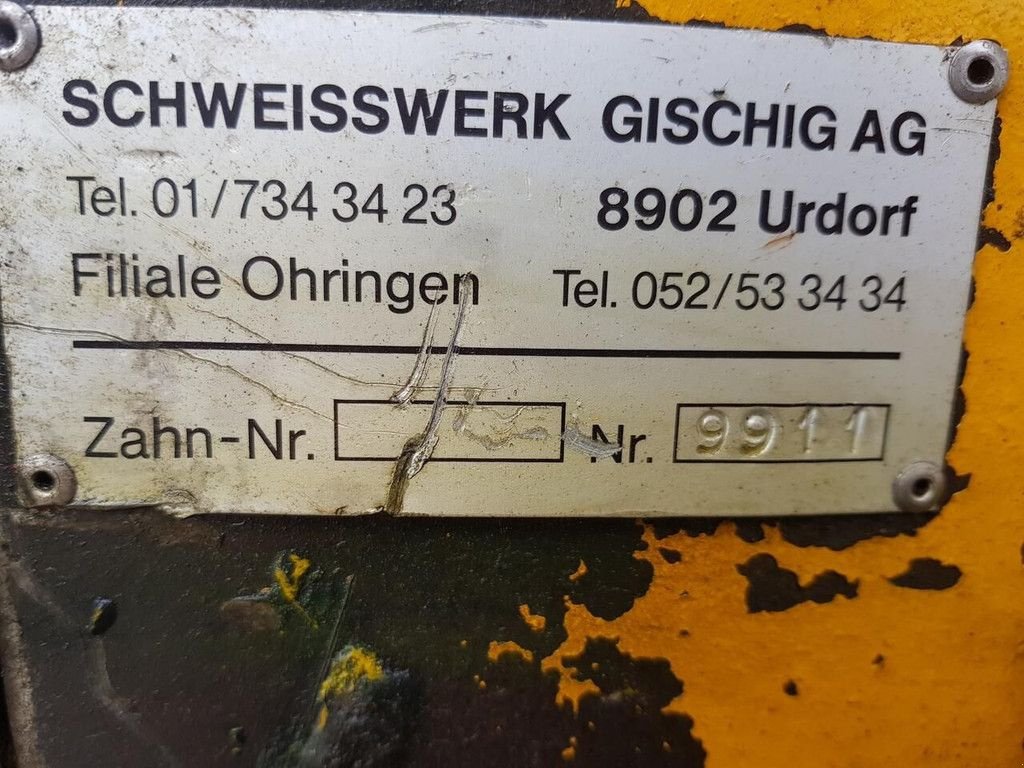 SCHWEISSWERK GISCHIG AG
Tel. 01/734 34 23 8902 Urdorf
Filiale Ohringen Tel. 052/53 34 34
Zahn-Nr. Nr. 9911